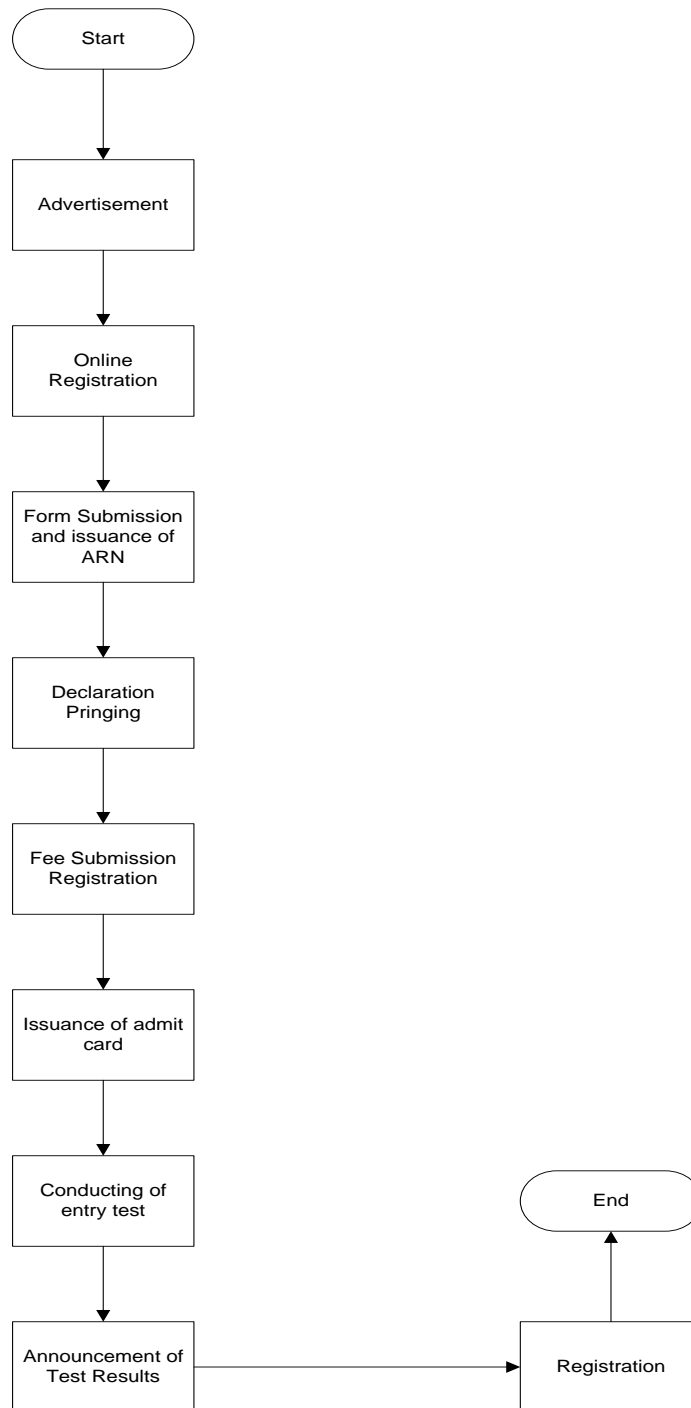 Start
Advertisement
Online
Registration
Form Submission
and issuance of
ARN
Declaration
Pringing
Fee Submission
Registration
Issuance of admit
card
Conducting of
entry test
Announcement of
Test Results
Registration
End